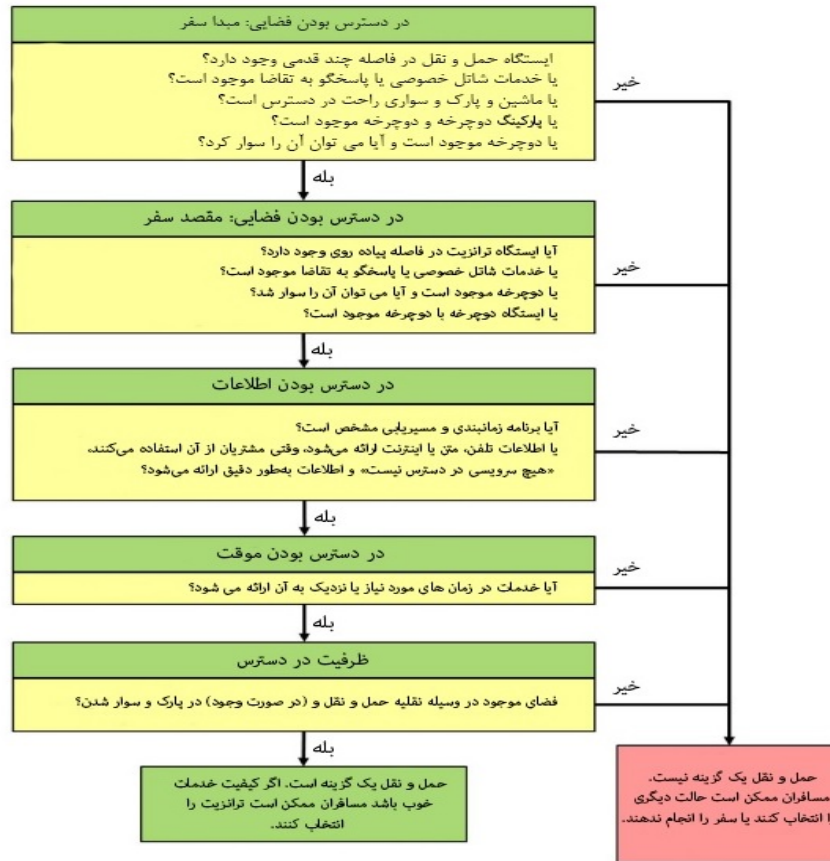 در دسترس بودن فضایی: مبدا سفر
ایستگاه حمل و نقل در فاصله چند قدمی وجود دارد؟
یا خدمات شاتل خصوصی یا پاسخگو به تقاضا موجود است؟
یا ماشین و پارک و سواری راحت در دسترس است؟
یا پارکینگ دوچرخه و دوچرخه موجود است؟
یا دوچرخه موجود است و آیا می توان آن را سوار کرد؟
خیر
بله
در دسترس بودن فضایی: مقصد سفر
آیا ایستگاه ترانزیت در فاصله پیاده روی وجود دارد؟
یا خدمات شاتل خصوصی یا پاسخگو به تقاضا موجود است؟
یا دوچرخه موجود است و آیا می توان آن را سوار شد؟
یا ایستگاه دوچرخه با دوچرخه موجود است؟
خیر
بله
در دسترس بودن اطلاعات
آیا برنامه زمانبندی و مسیریابی مشخص است؟
یا اطلاعات تلفن، متن یا اینترنت ارائه می‌شود، وقتی مشتریان از آن استفاده می‌کنند،
«هیچ سرویسی در دسترس نیست» و اطلاعات به‌طور دقیق ارائه می‌شود؟
خیر
بله
در دسترس بودن موقت
آیا خدمات در زمان های مورد نیاز یا نزدیک به آن ارائه می شود؟
خیر
بله
ظرفیت در دسترس
فضای موجود در وسیله نقلیه حمل و نقل و (در صورت وجود) در پارک و سوار شدن؟
خیر
بله
حمل و نقل یک گزینه است. اگر کیفیت خدمات
خوب باشد مسافران ممکن است ترانزیت را
انتخاب کنند.
حمل و نقل یک گزینه نیست.
مسافران ممکن است حالت دیگری
ا انتخاب کنند یا سفر را انجام ندهند.